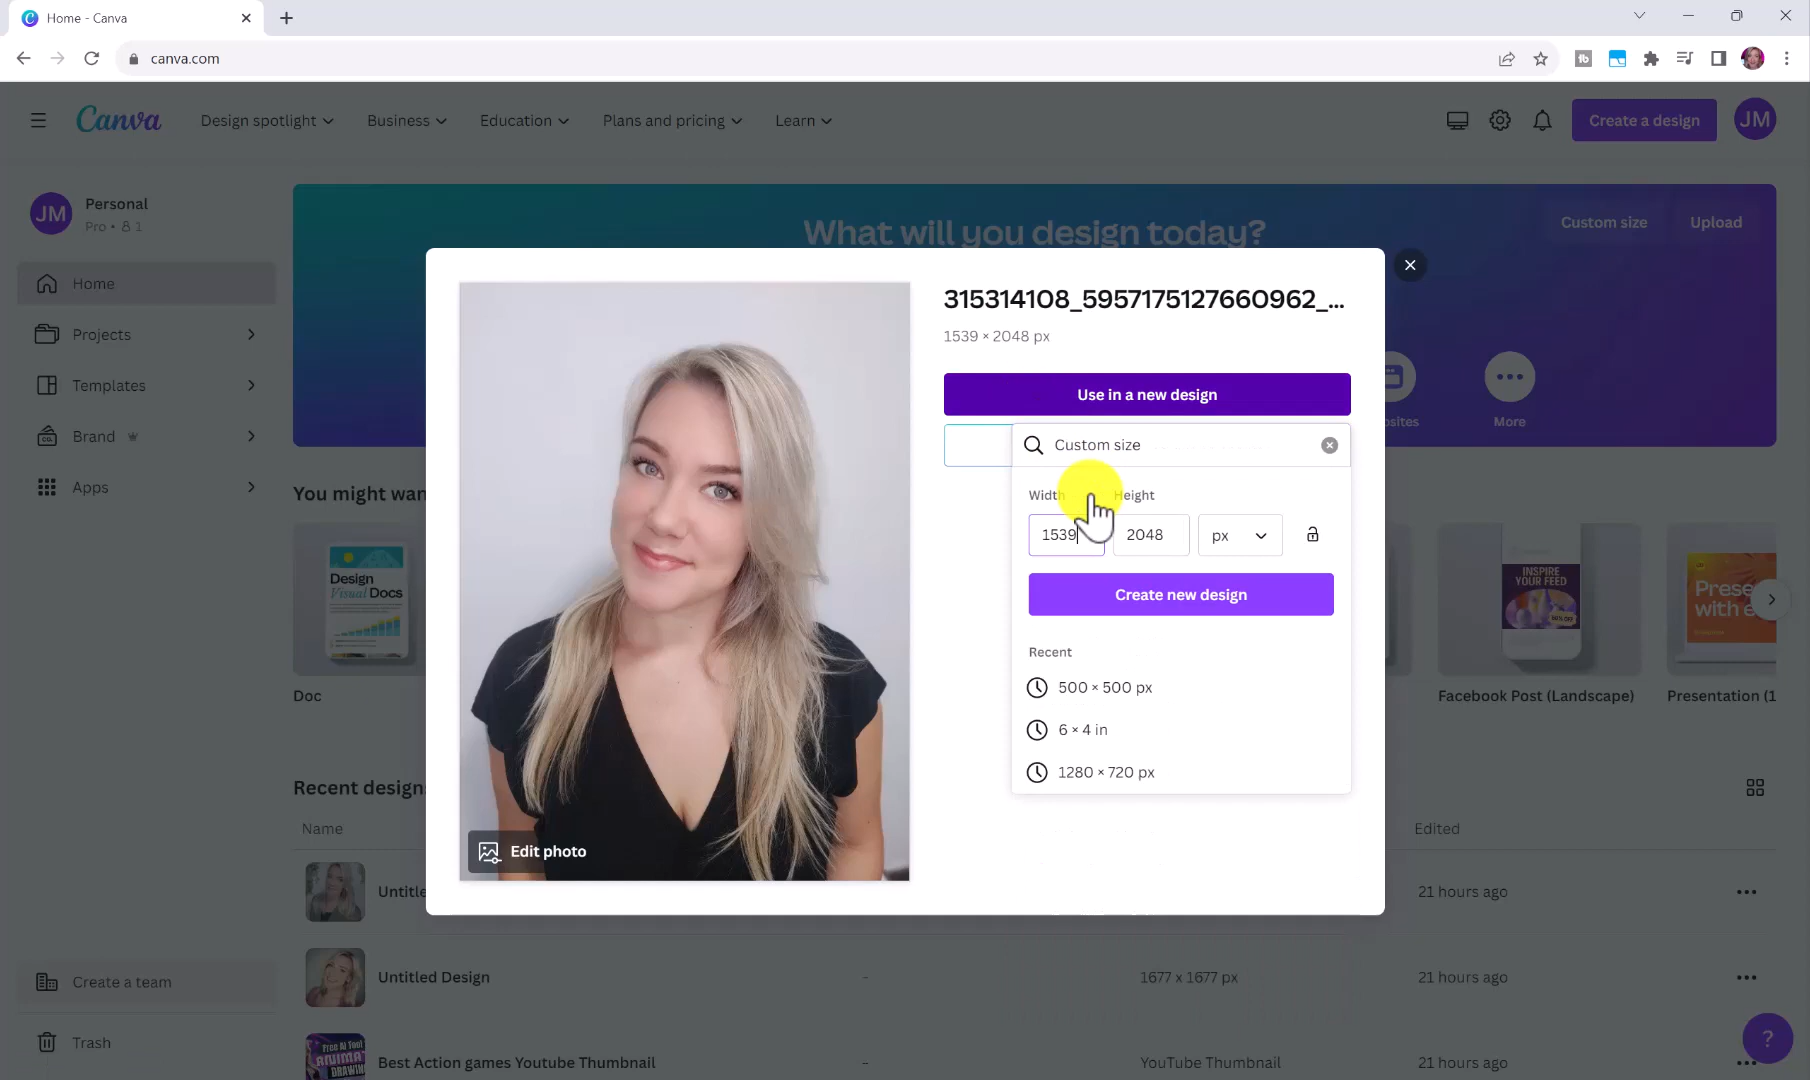 Home - Canva
canva.com
Canva
Design spotlight
Business
Education
Plans and pricing
Learn
Create a design
JM
JM
Personal
Pro • 1
Home
Projects
Templates
Brand
Apps
Create a team
Trash
What will you design today?
Custom size
Upload
More
You might wan
Design
Visual Docs
Doc
INSPIRE
YOUR FEED
Facebook Post (Landscape)
Prese
with e
Presentation (1
315314108_5957175127660962_...
1539 × 2048 px
Use in a new design
Custom size
Width
Height
1539
2048
px
Create new design
Recent
500 × 500 px
6 × 4 in
1280 × 720 px
Edit photo
Recent design
Name
Edited
Untitle
21 hours ago
Untitled Design
-
1677 x 1677 px
21 hours ago
Free AI Tool
Best Action games Youtube Thumbnail
-
YouTube Thumbnail
21 hours ago
?